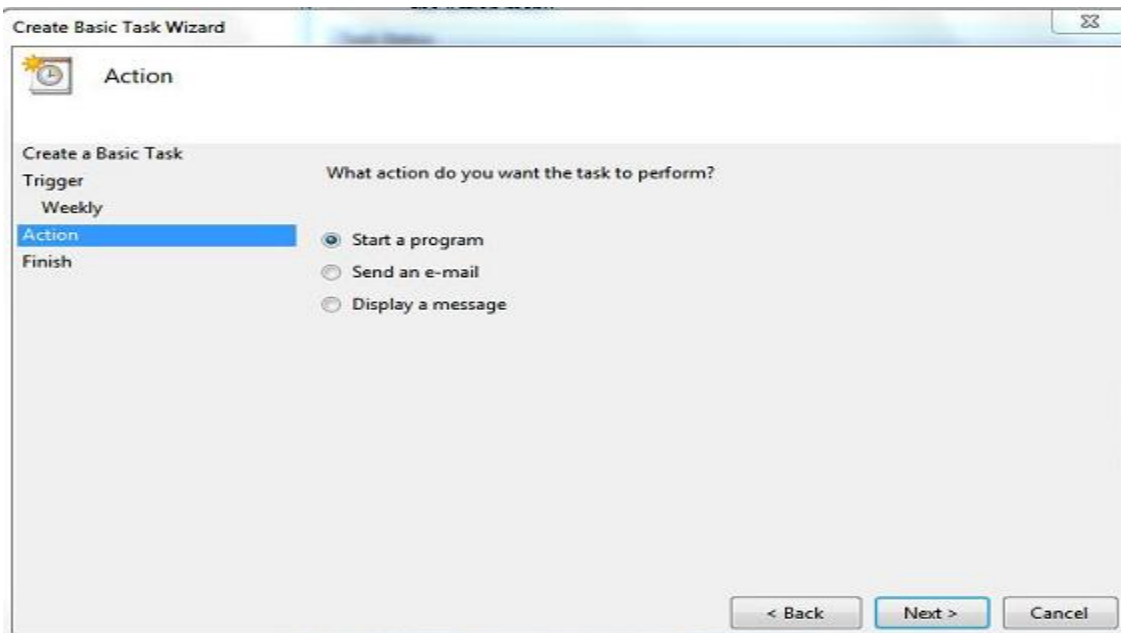 Create Basic Task Wizard
Action
Create a Basic Task
Trigger
Weekly
Action
Finish
What action do you want the task to perform?
Start a program
Send an e-mail
Display a message
< Back
Next >
Cancel